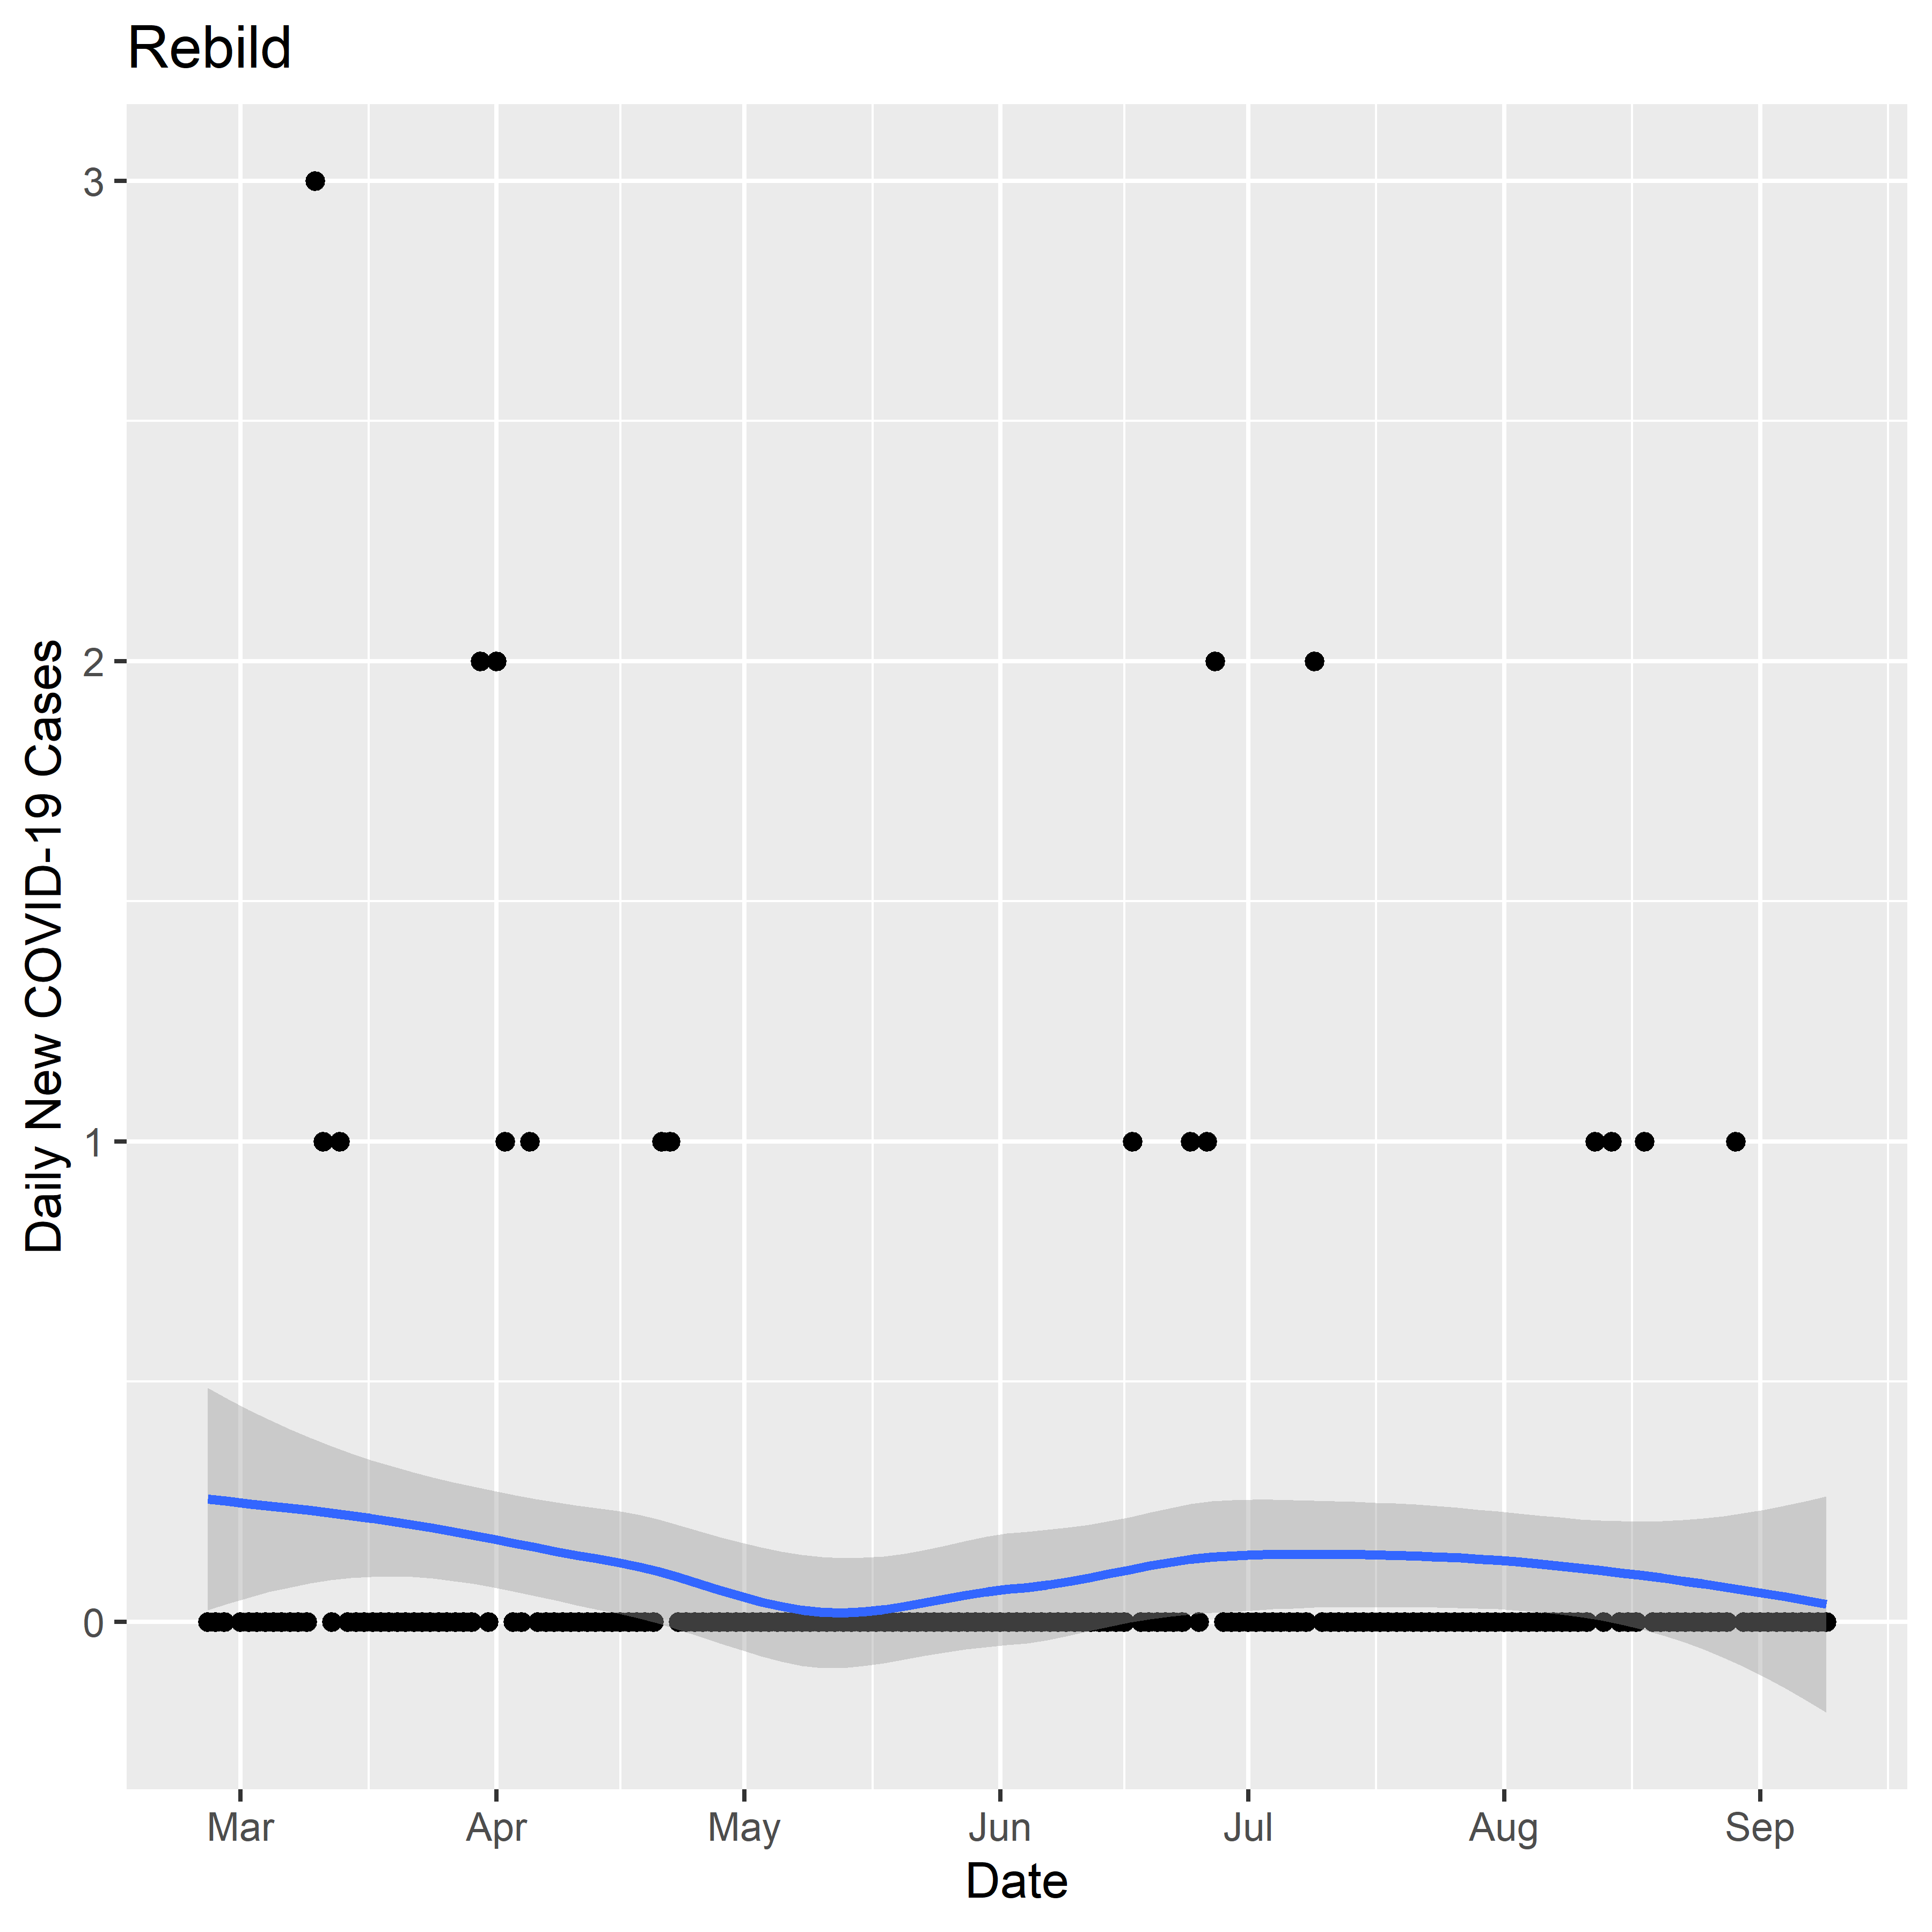 Rebild
Daily New COVID-19 Cases
3
2
1
0
Mar Apr May Jun Jul Aug Sep
Date